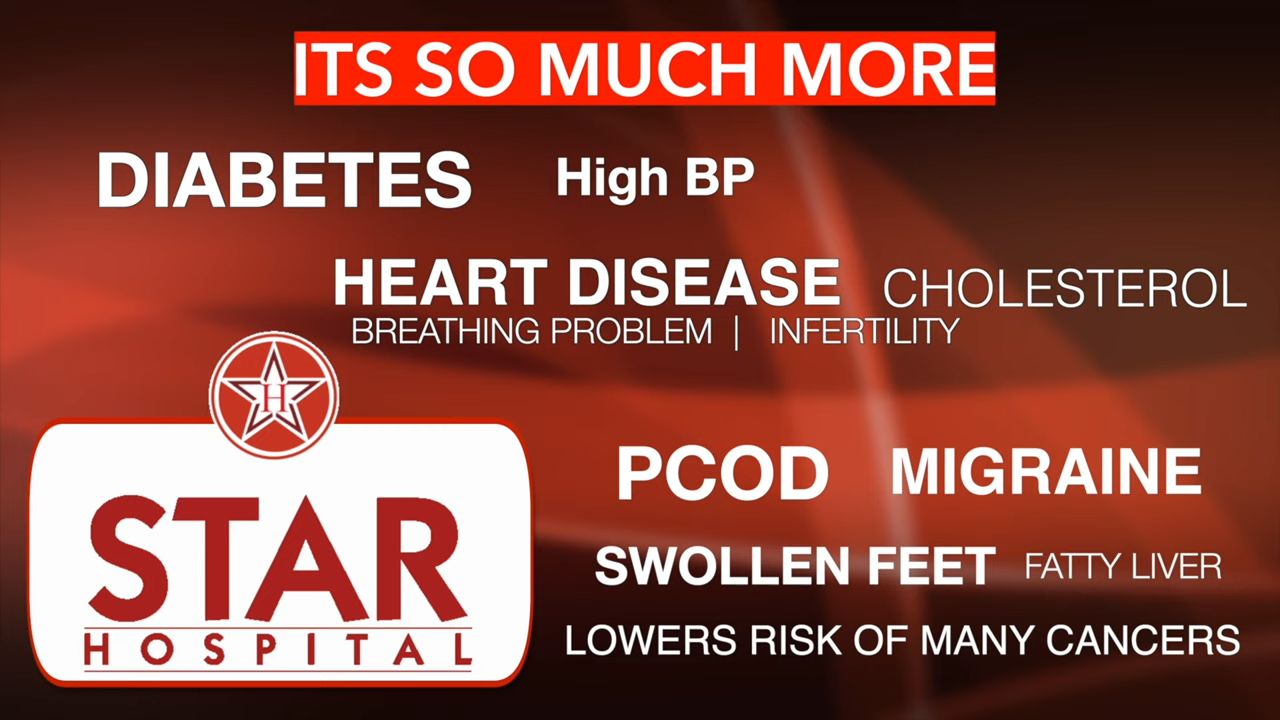 ITS SO MUCH MORE
DIABETES High BP
HEART DISEASE CHOLESTEROL
BREATHING PROBLEM | INFERTILITY
H
STAR
HOSPITAL
PCOD MIGRAINE
SWOLLEN FEET FATTY LIVER
LOWERS RISK OF MANY CANCERS